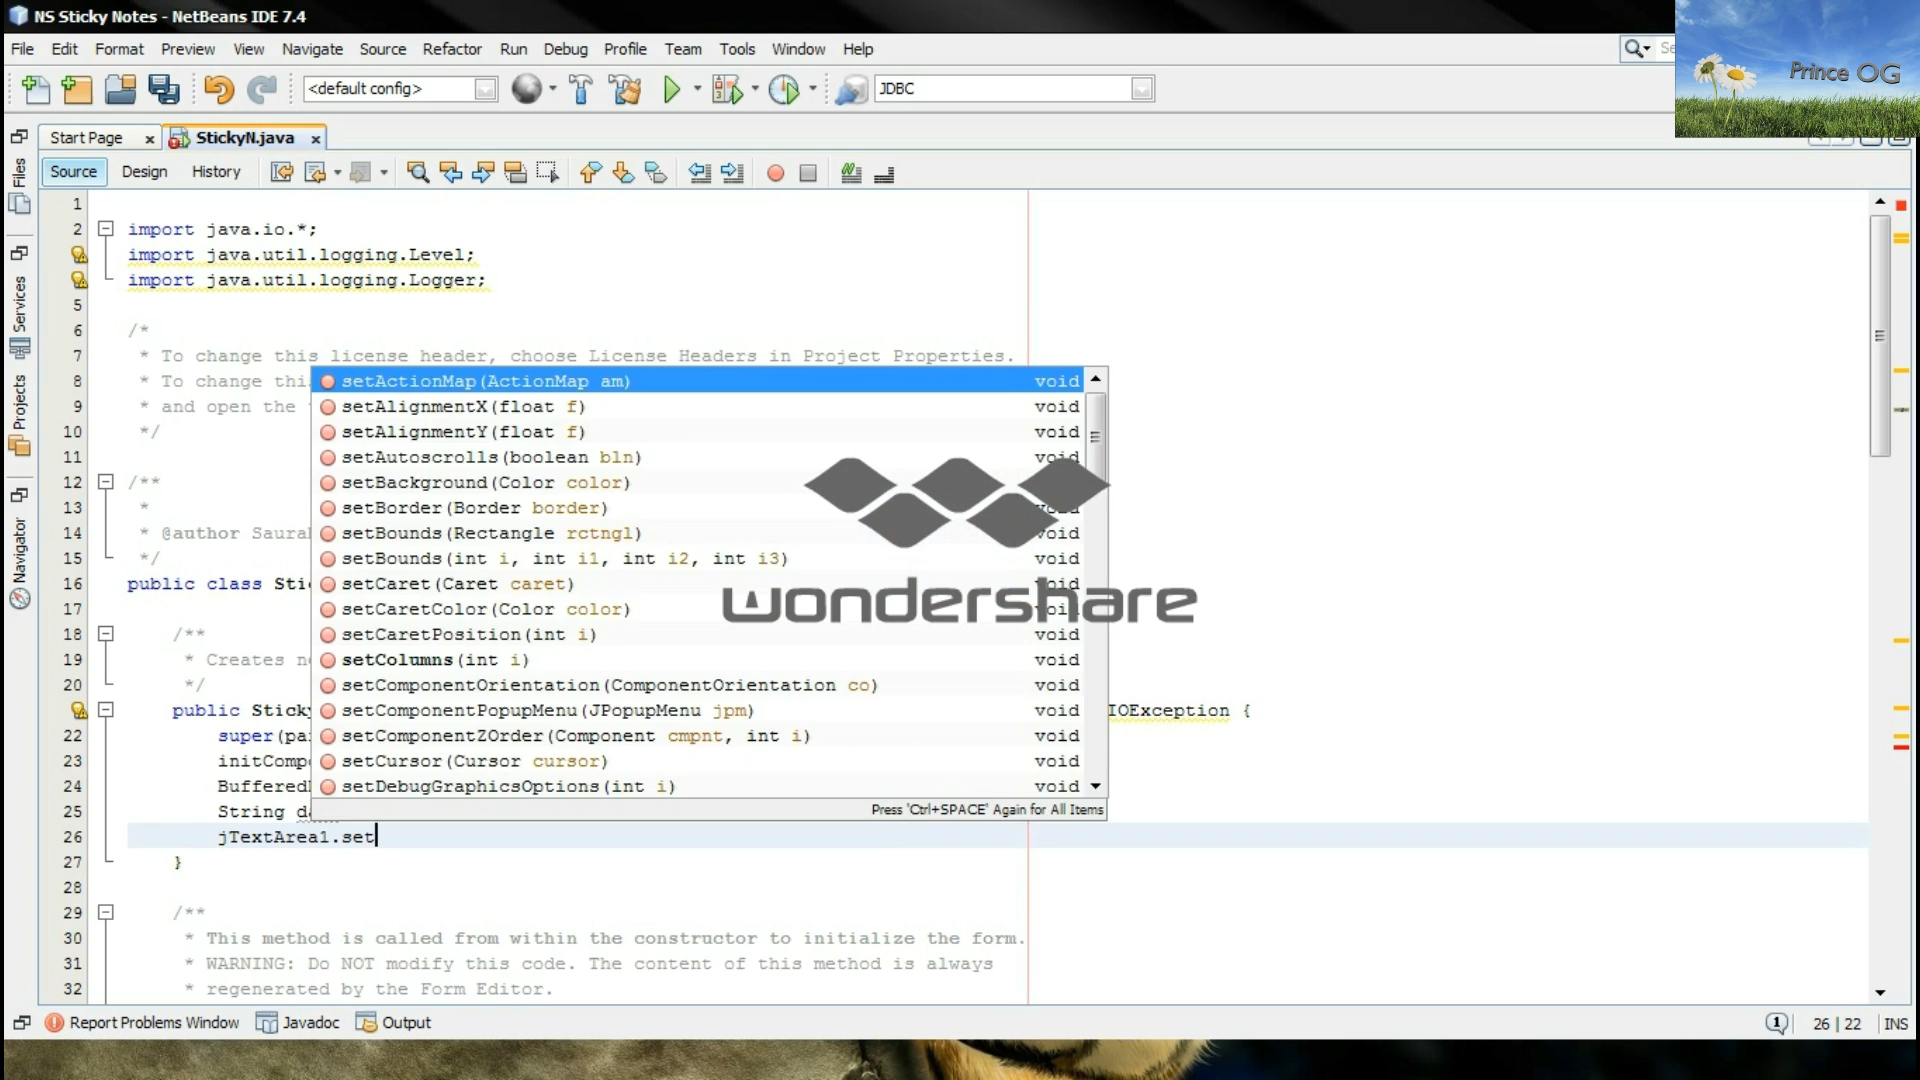 NS Sticky Notes - NetBeans IDE 7.4
File Edit Format Preview View Navigate Source Refactor Run Debug Profile Team Tools Window Help
Prince OG
<default config>
JDBC
Start Page
StickyN.java
Source Design History
Files
Services
Projects
Navigator
1
2 import java.io.*;
import java.util.logging.Level;
import java.util.logging.Logger;
5
6 /*
7 * To change this license header, choose License Headers in Project Properties.
8 * To change thi
9 * and open the
10 */
11
12 /**
13 *
14 * @author Saura
15 */
16 public class Sti
17
18 /**
19 * Creates n
20 */
public Sticky IOException {
22 super(pa
23 initComp
24 Buffered
25 String da
26 jTextArea1.set
27 }
28
29 /**
30 * This method is called from within the constructor to initialize the form.
31 * WARNING: Do NOT modify this code. The content of this method is always
32 * regenerated by the Form Editor.
setActionMap(ActionMap am) void
setAlignmentX(float f) void
setAlignmentY(float f) void
setAutoscrolls(boolean bln) void
setBackground(Color color)
setBorder(Border border) void
setBounds(Rectangle rctngl) void
setBounds(int i, int i1, int i2, int i3) void
setCaret(Caret caret) void
setCaretColor(Color color) void
setCaretPosition(int i) void
setColumns(int i) void
setComponentOrientation(ComponentOrientation co) void
setComponentPopupMenu(JPopupMenu jpm) void
setComponentZOrder(Component cmpnt, int i) void
setCursor(Cursor cursor) void
setDebugGraphicsOptions(int i) void
Press 'Ctrl+SPACE' Again for All Items
wondershare
Report Problems Window Javadoc Output
1 26 | 22 INS